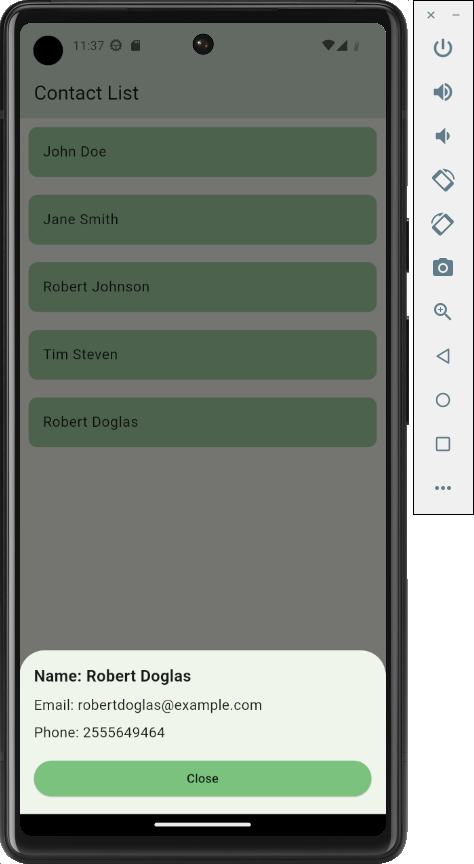 11:37
Contact List
John Doe
Jane Smith
Robert Johnson
Tim Steven
Robert Doglas
Name: Robert Doglas
Email: robertdoglas@example.com
Phone: 2555649464
Close